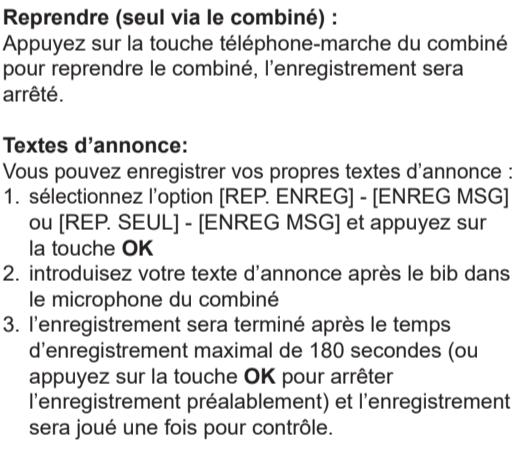 Reprendre (seul via le combiné) :
Appuyez sur la touche téléphone-marche du combiné
pour reprendre le combiné, l’enregistrement sera
arrêté.
Textes d’annonce:
Vous pouvez enregistrer vos propres textes d’annonce :
1. sélectionnez l’option [REP. ENREG] - [ENREG MSG]
ou [REP. SEUL] - [ENREG MSG] et appuyez sur
la touche OK
2. introduisez votre texte d’annonce après le bib dans
le microphone du combiné
3. l’enregistrement sera terminé après le temps
d’enregistrement maximal de 180 secondes (ou
appuyez sur la touche OK pour arrêter
l’enregistrement préalablement) et l’enregistrement
sera joué une fois pour contrôle.